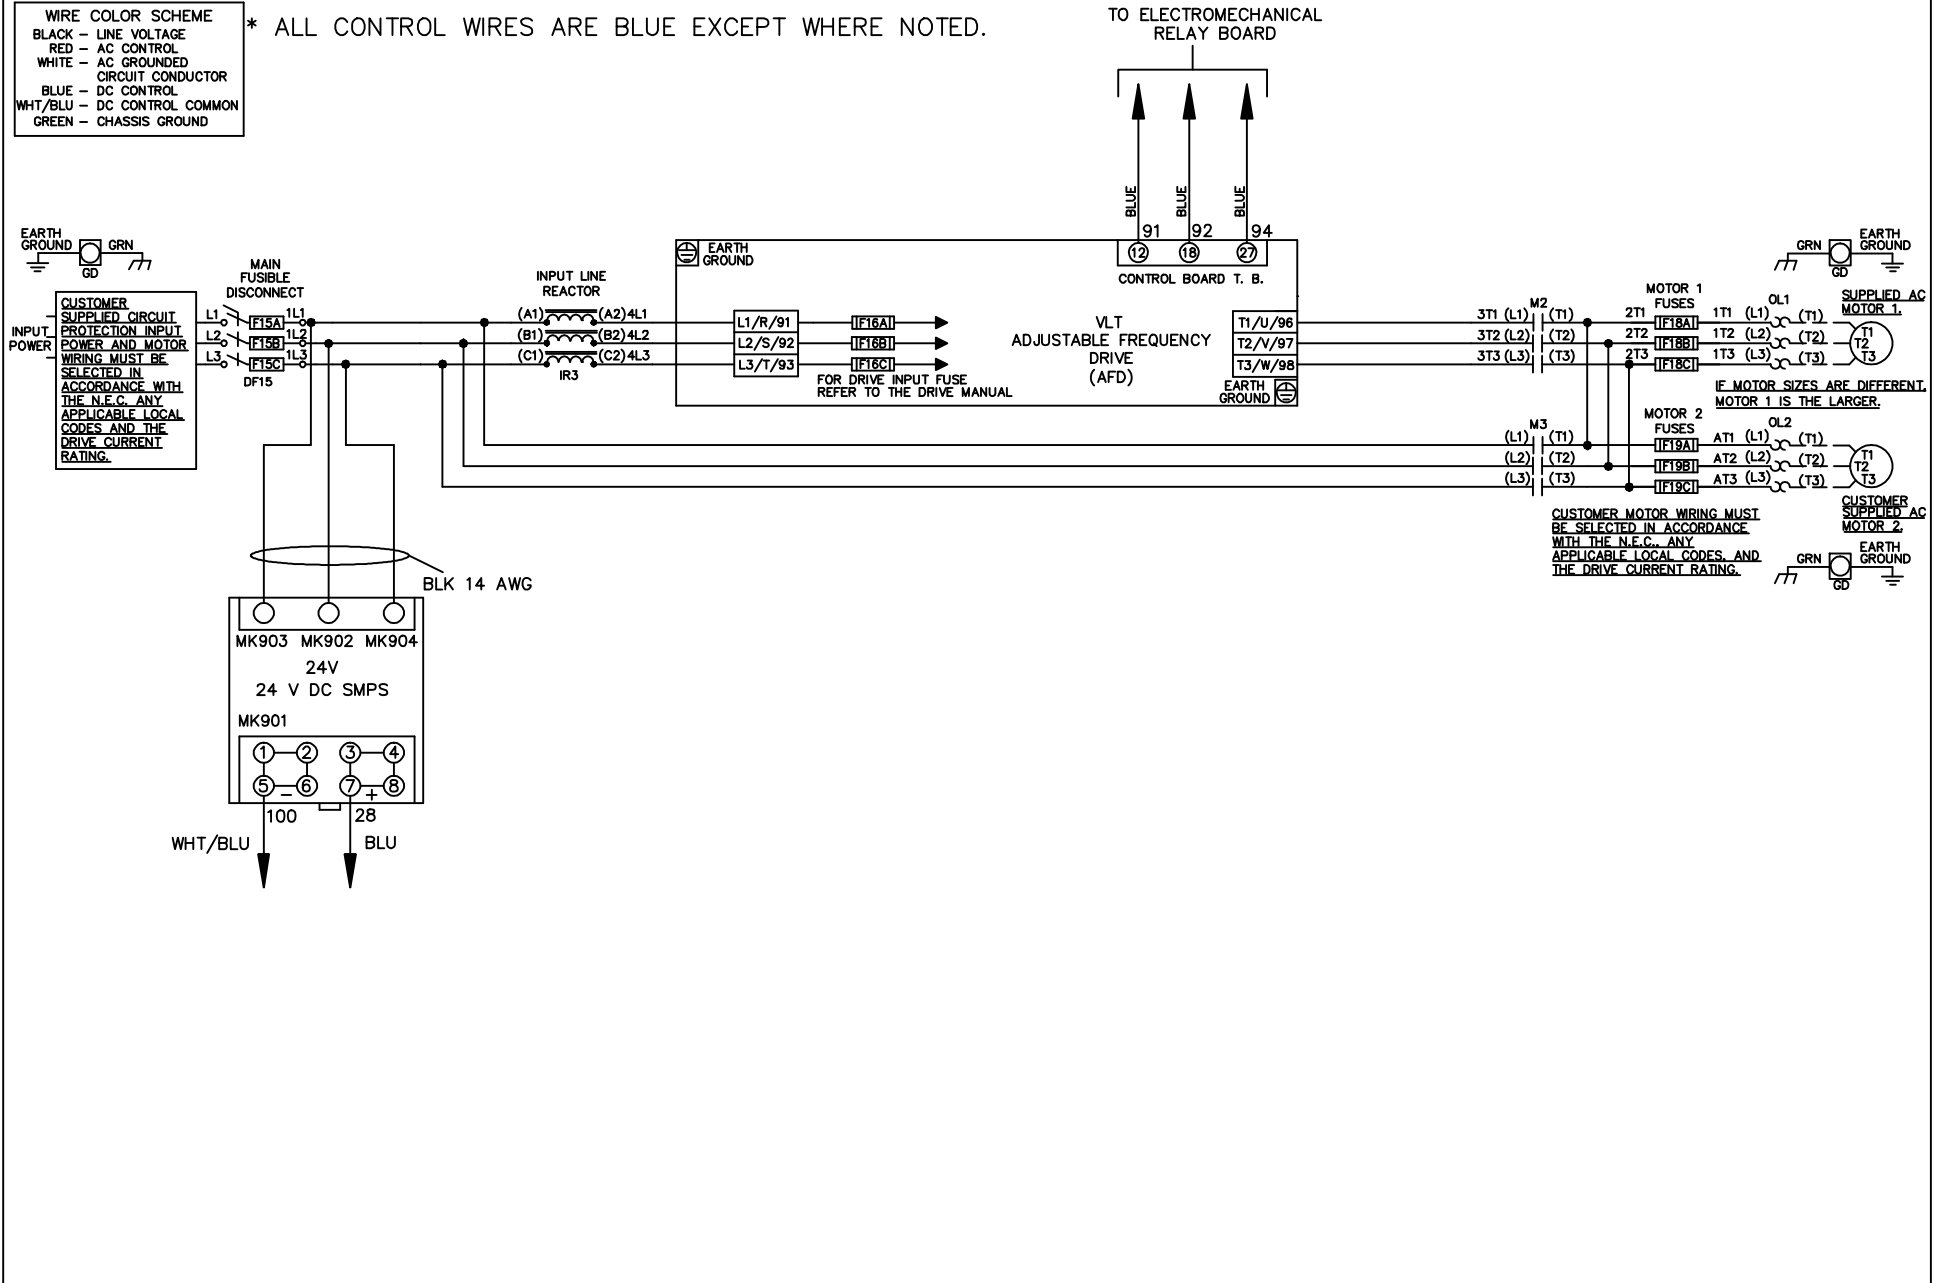 WIRE COLOR SCHEME
BLACK – LINE VOLTAGE
RED – AC CONTROL
WHITE – AC GROUNDED
CIRCUIT CONDUCTOR
BLUE – DC CONTROL
WHT/BLU – DC CONTROL COMMON
GREEN – CHASSIS GROUND
* ALL CONTROL WIRES ARE BLUE EXCEPT WHERE NOTED.
TO ELECTROMECHANICAL
RELAY BOARD
BLUE
BLUE
BLUE
91 92 94
12 18 27
CONTROL BOARD T. B.
EARTH
GROUND
GRN
GD
INPUT
POWER
CUSTOMER
SUPPLIED CIRCUIT
PROTECTION INPUT
POWER AND MOTOR
WIRING MUST BE
SELECTED IN
ACCORDANCE WITH
THE N.E.C. ANY
APPLICABLE LOCAL
CODES AND THE
DRIVE CURRENT
RATING.
MAIN
FUSIBLE
DISCONNECT
L1 F15A 1L1
L2 F15B 1L2
L3 F15C 1L3
DF15
INPUT LINE
REACTOR
(A1) (A2)4L1
(B1) (B2)4L2
(C1) (C2)4L3
IR3
EARTH
GROUND
L1/R/91 F16A
L2/S/92 F16B
L3/T/93 F16C
FOR DRIVE INPUT FUSE
REFER TO THE DRIVE MANUAL
VLT
ADJUSTABLE FREQUENCY
DRIVE
(AFD)
T1/U/96
T2/V/97
T3/W/98
EARTH
GROUND
M2
3T1 (L1) (T1) 2T1
3T2 (L2) (T2) 2T2
3T3 (L3) (T3) 2T3
MOTOR 1
FUSES
F18A 1T1 (L1) (T1)
F18B 1T2 (L2) (T2)
F18C 1T3 (L3) (T3)
OL1
T1
T2
T3
GRN
GD
EARTH
GROUND
SUPPLIED AC
MOTOR 1.
IF MOTOR SIZES ARE DIFFERENT.
MOTOR 1 IS THE LARGER.
M3
(L1) (T1)
(L2) (T2)
(L3) (T3)
MOTOR 2
FUSES
F19A AT1 (L1) (T1)
F19B AT2 (L2) (T2)
F19C AT3 (L3) (T3)
OL2
T1
T2
T3
CUSTOMER
SUPPLIED AC
MOTOR 2.
CUSTOMER MOTOR WIRING MUST
BE SELECTED IN ACCORDANCE
WITH THE N.E.C., ANY
APPLICABLE LOCAL CODES, AND
THE DRIVE CURRENT RATING.
GRN
GD
EARTH
GROUND
BLK 14 AWG
MK903 MK902 MK904
24V
24 V DC SMPS
MK901
1 2 3 4
5 6 7 8
– +
100 28
WHT/BLU BLU